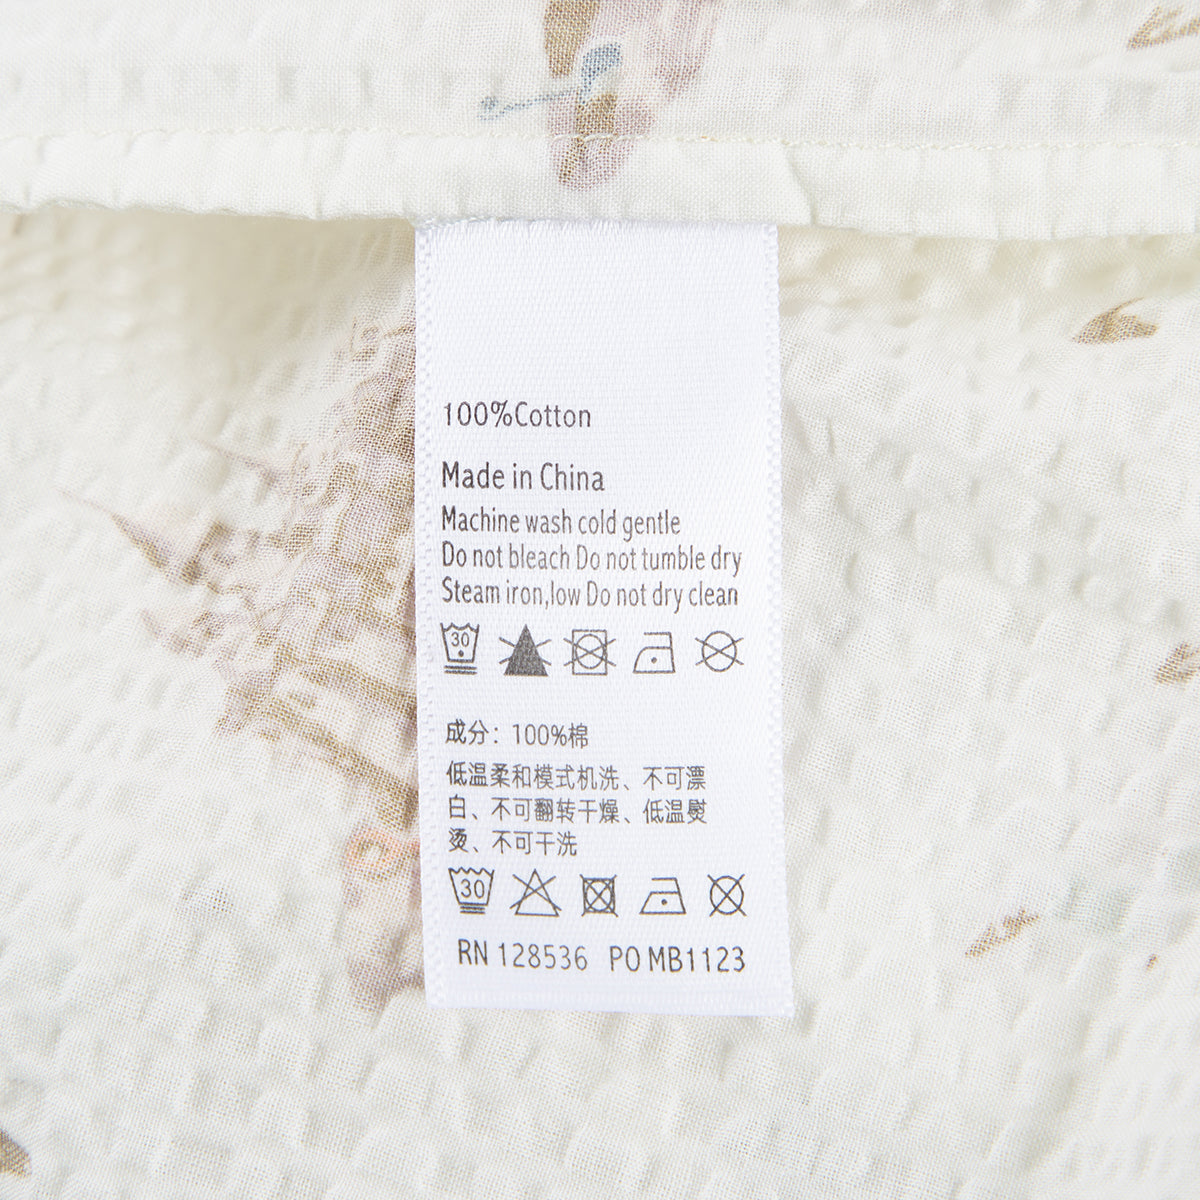 100%Cotton
Made in China
Machine wash cold gentle
Do not bleach Do not tumble dry
Steam iron,low Do not dry clean
30
成分：100%棉
低温柔和模式机洗、不可漂
白、不可翻转干燥、低温熨
烫、不可干洗
30
RN 128536 PO MB1123